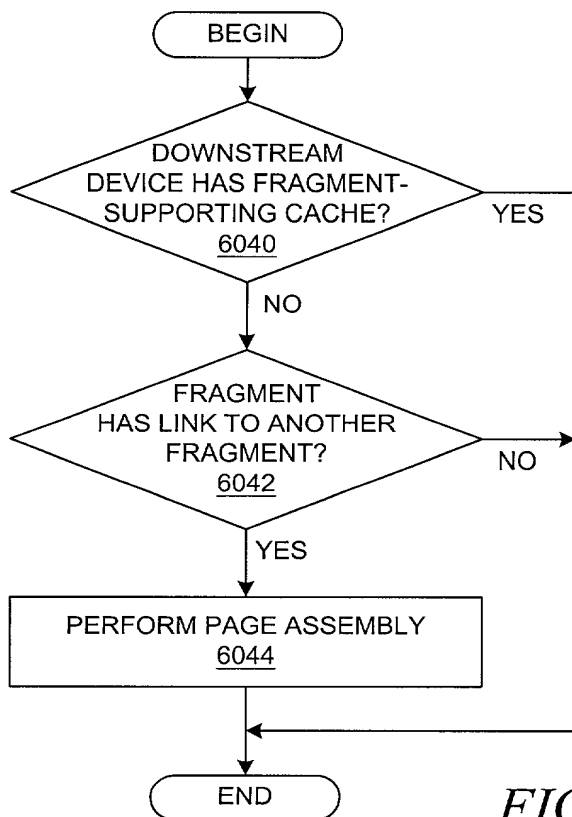 BEGIN
DOWNSTREAM
DEVICE HAS FRAGMENT-
SUPPORTING CACHE?
6040
YES
NO
FRAGMENT
HAS LINK TO ANOTHER
FRAGMENT?
6042
NO
YES
PERFORM PAGE ASSEMBLY
6044
END